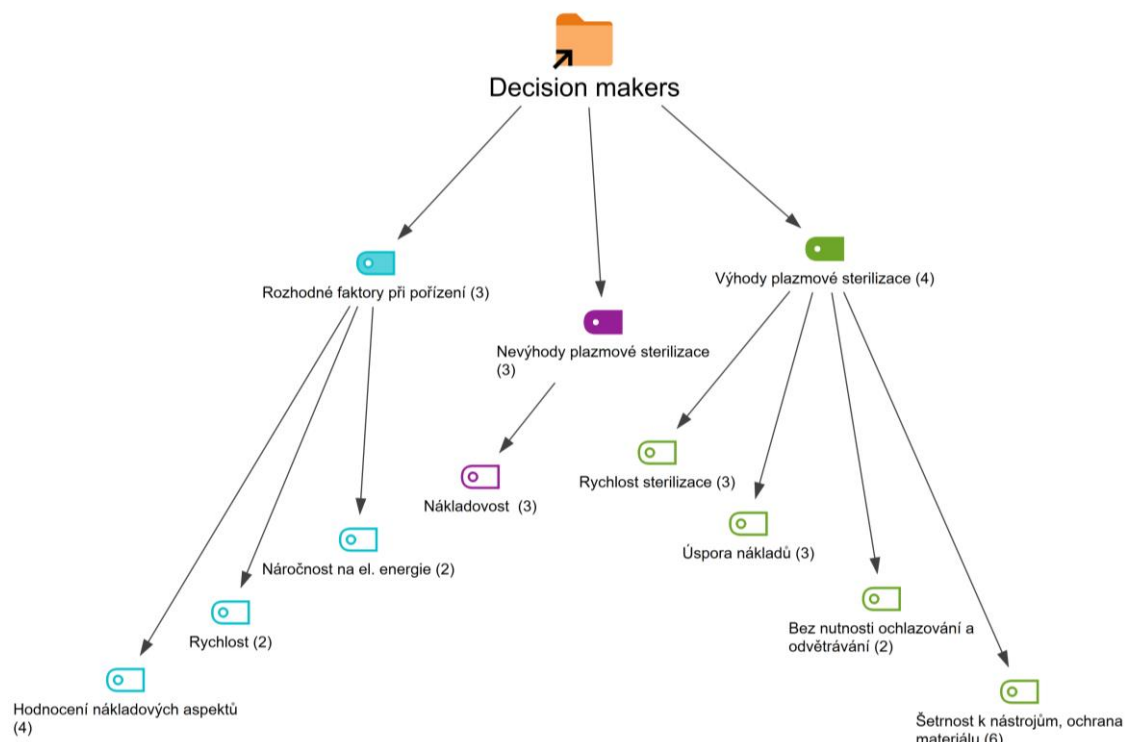 Decision makers
Rozhodné faktory při pořízení (3)
Výhody plazmové sterilizace (4)
Nevýhody plazmové sterilizace
(3)
Rychlost sterilizace (3)
Nákladovost (3)
Úspora nákladů (3)
Náročnost na el. energie (2)
Bez nutnosti ochlazování a
odvětrávání (2)
Rychlost (2)
Hodnocení nákladových aspektů
(4)
Šetrnost k nástrojům, ochrana
materiálu (6)